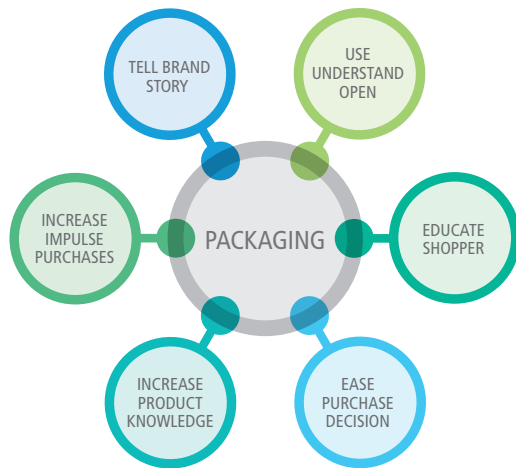 TELL BRAND
STORY
USE
UNDERSTAND
OPEN
INCREASE
IMPULSE
PURCHASES
PACKAGING
EDUCATE
SHOPPER
INCREASE
PRODUCT
KNOWLEDGE
EASE
PURCHASE
DECISION